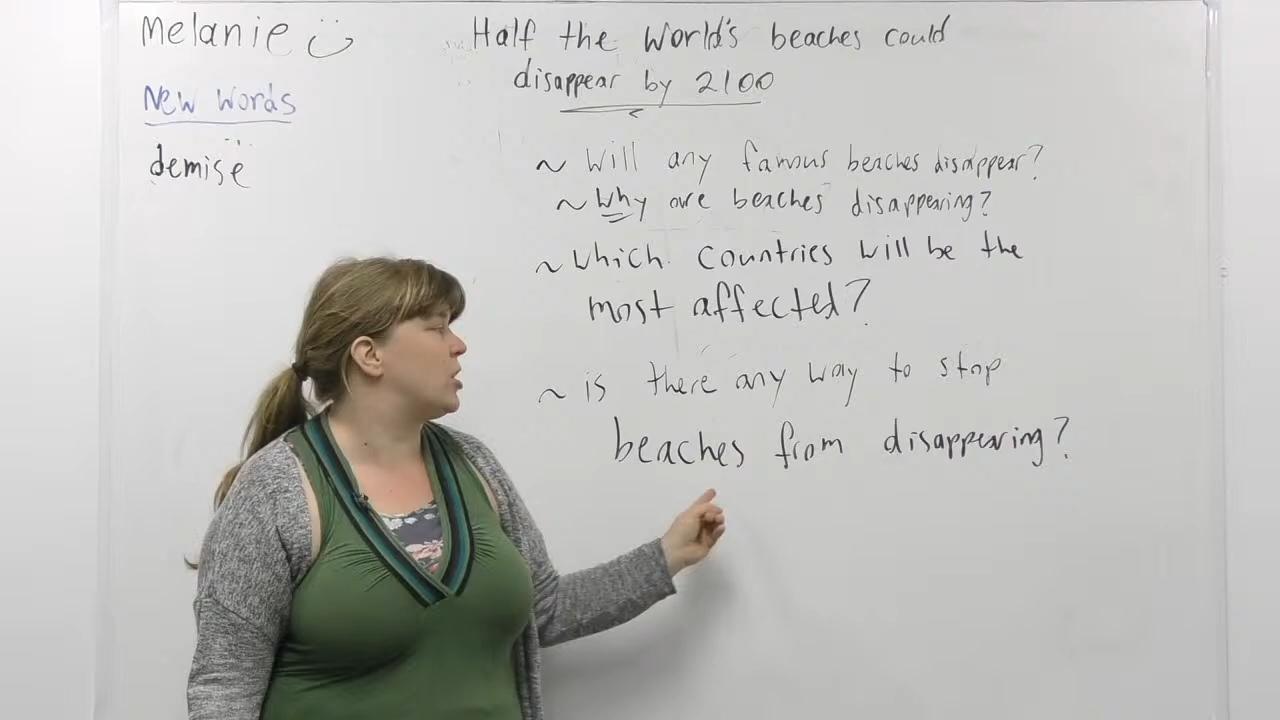 Melanie
Half the World's beaches could
disappear by 2100
New Words
demise
~ Will any famous beaches disappear?
~ Why are beaches disappearing?
~ Which countries will be the
most affected?
~ is there any way to stop
beaches from disappearing?